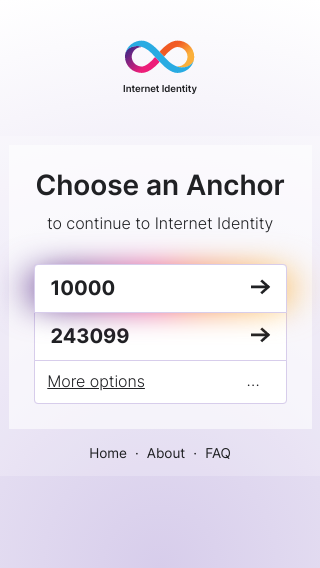 Internet Identity
Choose an Anchor
to continue to Internet Identity
10000 →
243099 →
More options ...
Home · About · FAQ